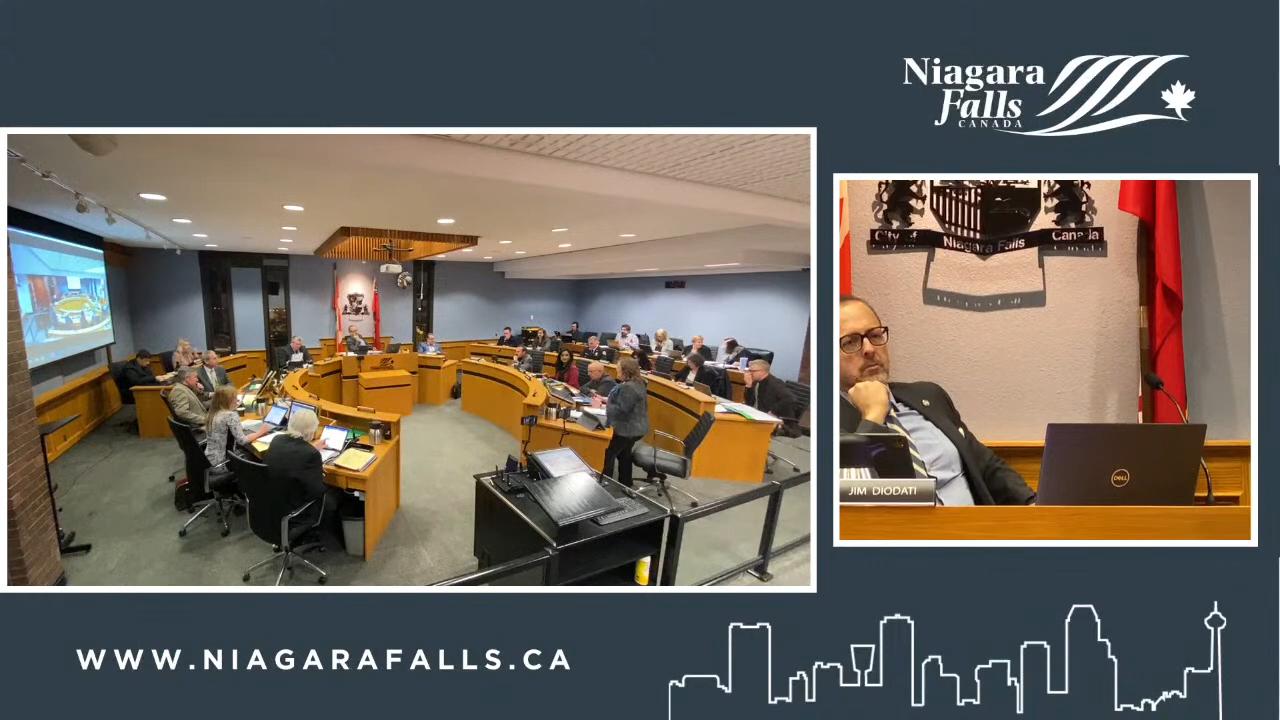 Niagara
Falls
CANADA
City of
Niagara Falls
Canada
JIM DIODATI
DELL
WWW.NIAGARAFALLS.CA